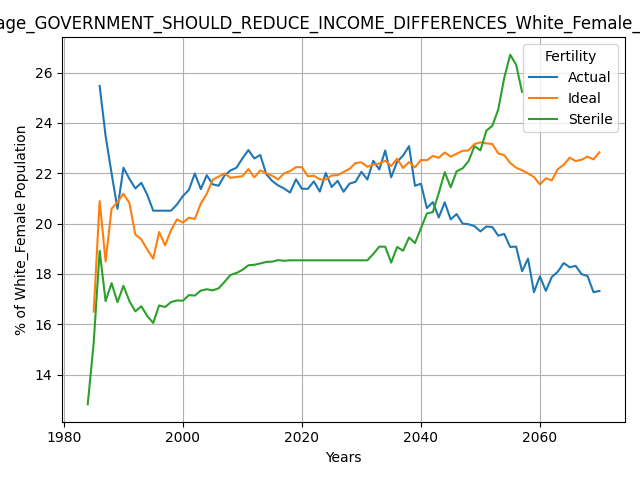 age_GOVERNMENT_SHOULD_REDUCE_INCOME_DIFFERENCES_White_Female_
Fertility
Actual
Ideal
Sterile
% of White_Female Population
26
24
22
20
18
16
14
1980
2000
2020
2040
2060
Years